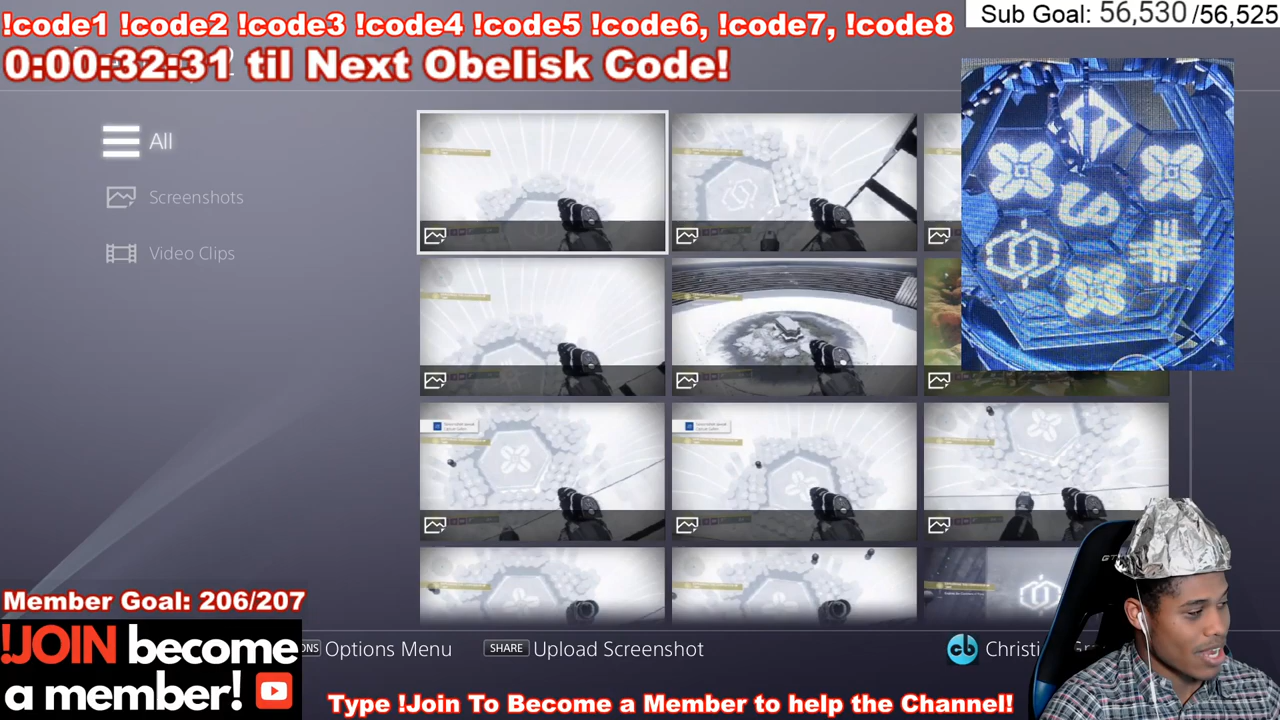 !code1 !code2 !code3 !code4 !code5 !code6, !code7, !code8
Sub Goal: 56,530 /56,525
0:00:32:31 til Next Obelisk Code!
All
Screenshots
Video Clips
Member Goal: 206/207
!JOIN become
a member!
Options Menu
SHARE Upload Screenshot
cb Christi
Type !Join To Become a Member to help the Channel!